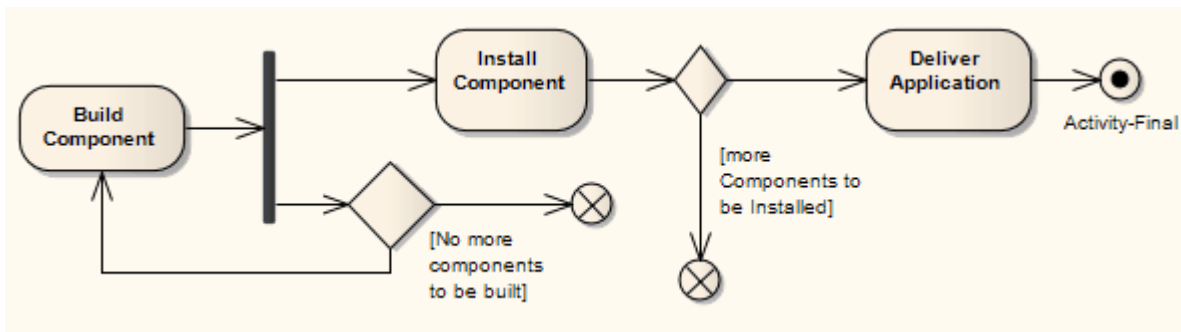 Build
Component
Install
Component
Deliver
Application
Activity-Final
[No more
components
to be built]
[more
Components to
be Installed]